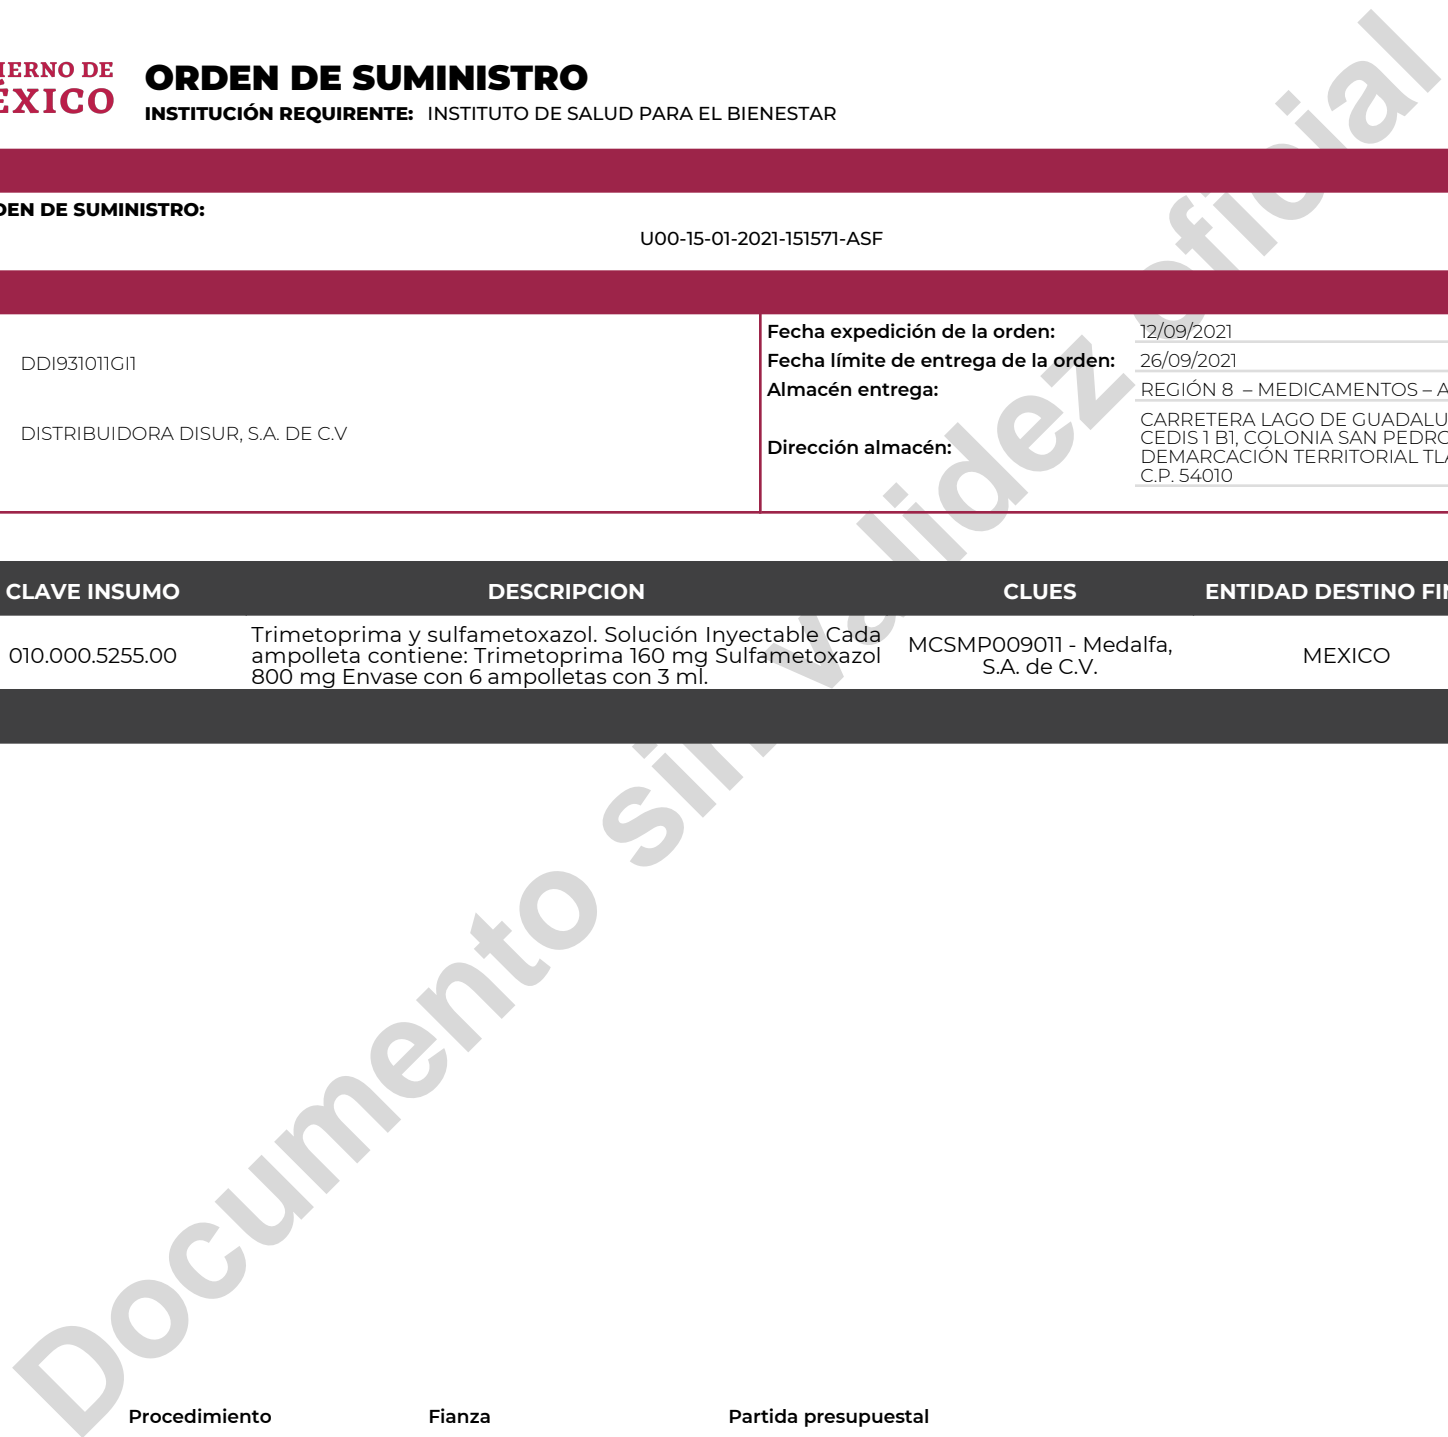 IERNO DE
ÉXICO
ORDEN DE SUMINISTRO
INSTITUCIÓN REQUIRENTE: INSTITUTO DE SALUD PARA EL BIENESTAR
DEN DE SUMINISTRO:
U00-15-01-2021-151571-ASF
DDI931011GI1
DISTRIBUIDORA DISUR, S.A. DE C.V
Fecha expedición de la orden: 12/09/2021
Fecha límite de entrega de la orden: 26/09/2021
Almacén entrega: REGIÓN 8 – MEDICAMENTOS – A
Dirección almacén:
CARRETERA LAGO DE GUADALU
CEDIS 1 B1, COLONIA SAN PEDRO
DEMARCACIÓN TERRITORIAL TLA
C.P. 54010
CLAVE INSUMO DESCRIPCION CLUES ENTIDAD DESTINO FIN
010.000.5255.00
Trimetoprima y sulfametoxazol. Solución Inyectable Cada
ampolleta contiene: Trimetoprima 160 mg Sulfametoxazol
800 mg Envase con 6 ampolletas con 3 ml.
MCSMP009011 - Medalfa,
S.A. de C.V.
MEXICO
Documento sin validez oficial
Procedimiento Fianza Partida presupuestal